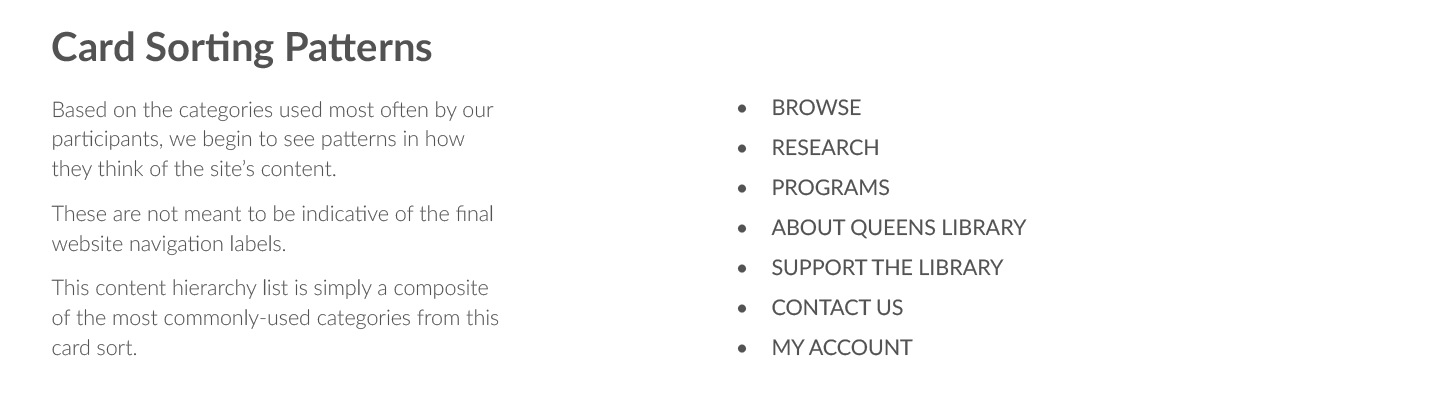 Card Sorting Patterns
Based on the categories used most often by our
participants, we begin to see patterns in how
they think of the site’s content.
These are not meant to be indicative of the final
website navigation labels.
This content hierarchy list is simply a composite
of the most commonly-used categories from this
card sort.
• BROWSE
• RESEARCH
• PROGRAMS
• ABOUT QUEENS LIBRARY
• SUPPORT THE LIBRARY
• CONTACT US
• MY ACCOUNT